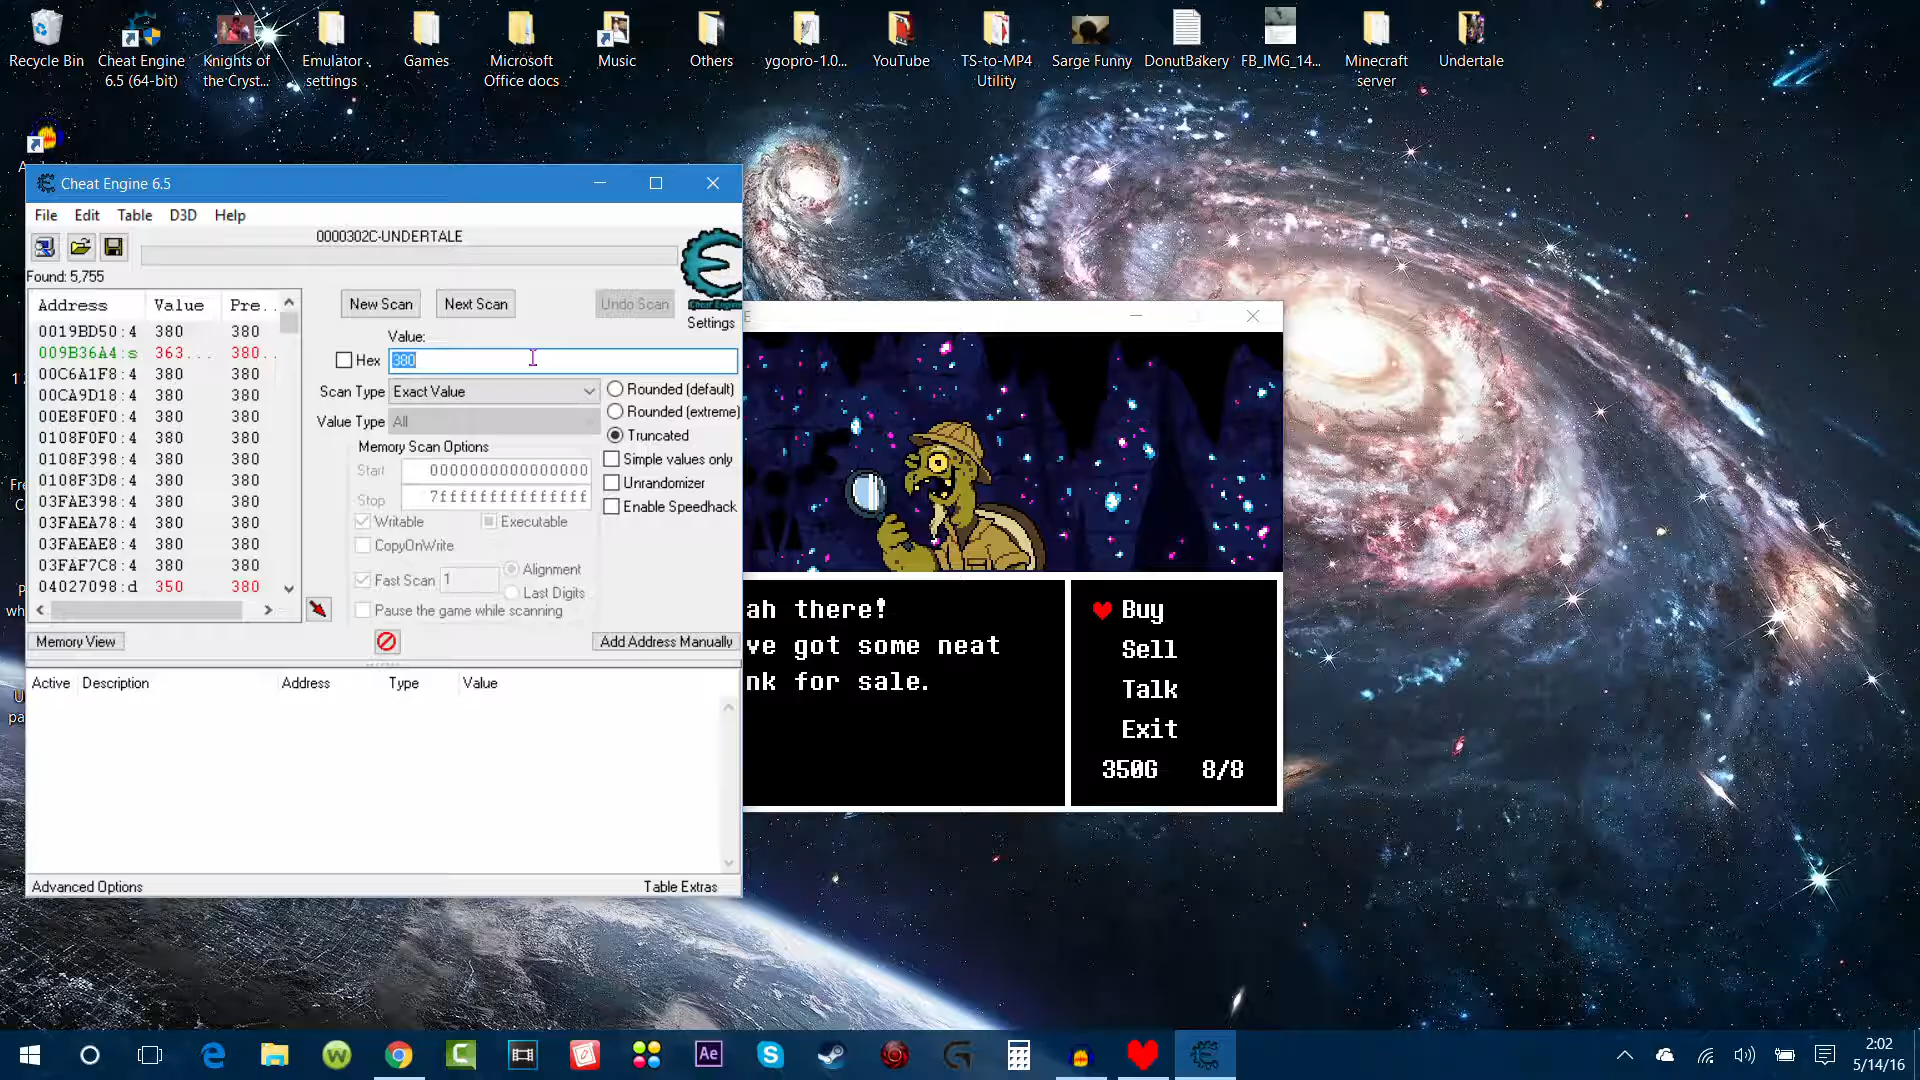 Recycle Bin
Cheat Engine
6.5 (64-bit)
Knights of
the Cryst...
Emulator
settings
Games
Microsoft
Office docs
Music
Others
ygopro-1.0...
YouTube
TS-to-MP4
Utility
Sarge Funny
DonutBakery
FB_IMG_14...
Minecraft
server
Undertale
Cheat Engine 6.5
File
Edit
Table
D3D
Help
0000302C-UNDERTALE
Found: 5,755
Address Value Pre..
0019BD50:4 380 380
009B36A4:s 363... 380..
00C6A1F8:4 380 380
00CA9D18:4 380 380
00E8F0F0:4 380 380
0108F0F0:4 380 380
0108F398:4 380 380
0108F3D8:4 380 380
03FAE398:4 380 380
03FAEA78:4 380 380
03FAEAE8:4 380 380
03FAF7C8:4 380 380
04027098:d 350 380
New Scan
Next Scan
Undo Scan
Cheat Engine
Settings
Value:
Hex
380
Scan Type
Exact Value
Value Type
All
Rounded (default)
Rounded (extreme)
Truncated
Simple values only
Unrandomizer
Enable Speedhack
Memory Scan Options
Start
0000000000000000
Stop
7fffffffffffffff
Writable
Executable
CopyOnWrite
Fast Scan
1
Alignment
Last Digits
Pause the game while scanning
Memory View
Add Address Manually
Active
Description
Address
Type
Value
Advanced Options
Table Extras
E
ah there!
ve got some neat
nk for sale.
Buy
Sell
Talk
Exit
350G 8/8
Ae
2:02
5/14/16